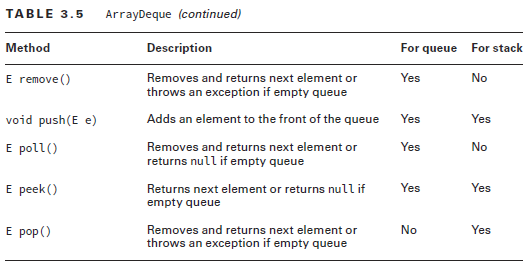 TABLE 3.5 ArrayDeque (continued)
Method Description For queue For stack
E remove() Removes and returns next element or Yes No
throws an exception if empty queue
void push(E e) Adds an element to the front of the queue Yes Yes
E poll() Removes and returns next element or Yes No
returns null if empty queue
E peek() Returns next element or returns null if Yes Yes
empty queue
E pop() Removes and returns next element or No Yes
throws an exception if empty queue